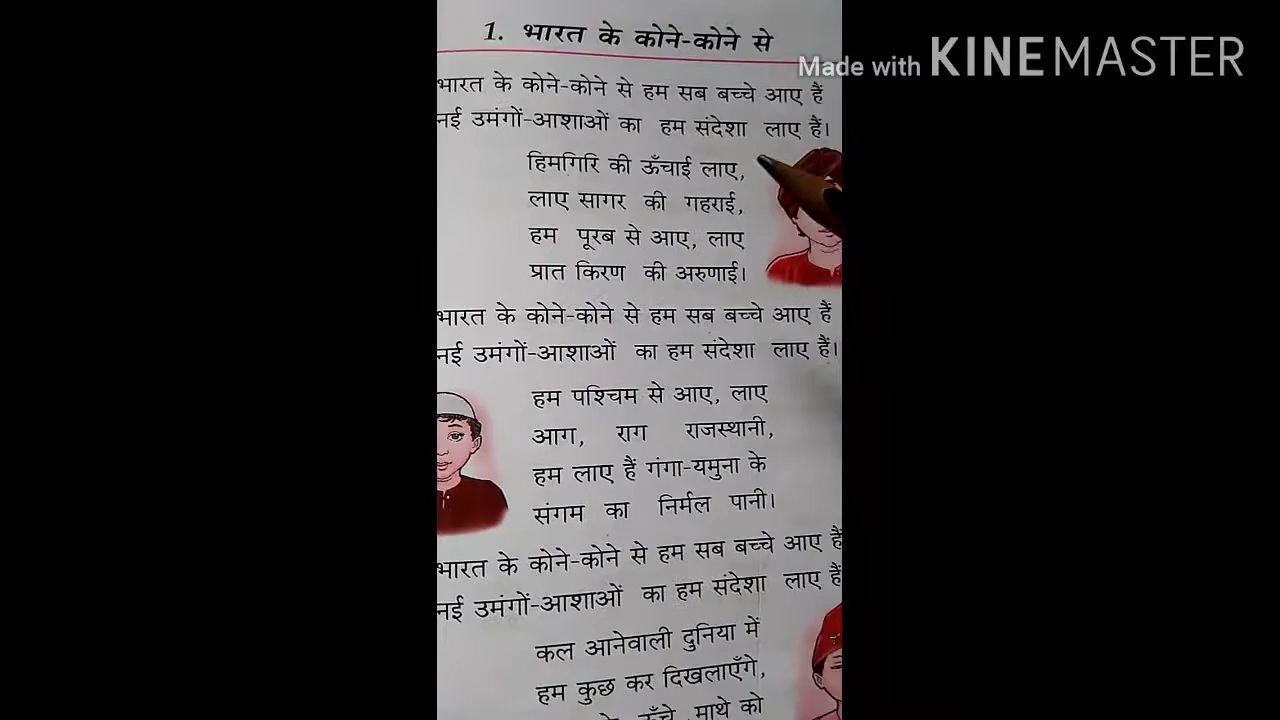 1. भारत के कोने-कोने से
Made with KINEMASTER
भारत के कोने-कोने से हम सब बच्चे आए हैं
नई उमंगों-आशाओं का हम संदेशा लाए हैं।
हिमगिरि की ऊँचाई लाए,
लाए सागर की गहराई,
हम पूरब से आए, लाए
प्रात किरण की अरुणाई।
भारत के कोने-कोने से हम सब बच्चे आए हैं
नई उमंगों-आशाओं का हम संदेशा लाए हैं।
हम पश्चिम से आए, लाए
आग, राग राजस्थानी,
हम लाए हैं गंगा-यमुना के
संगम का निर्मल पानी।
भारत के कोने-कोने से हम सब बच्चे आए हैं
नई उमंगों-आशाओं का हम संदेशा लाए हैं
कल आनेवाली दुनिया में
हम कुछ कर दिखलाएँगे,
ऊँचे माथे को